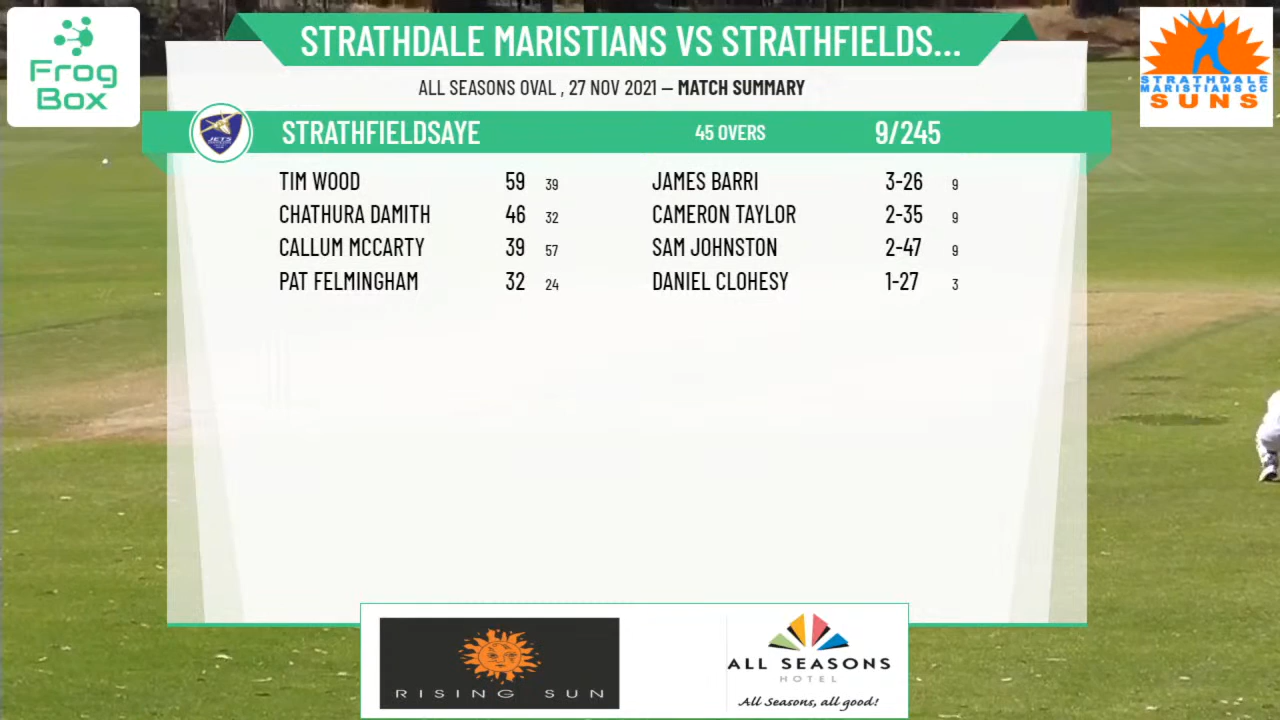 Frog
Box
STRATHDALE MARISTIANS VS STRATHFIELDS...
STRATHDALE
MARISTIANS CC
SUNS
ALL SEASONS OVAL , 27 NOV 2021 – MATCH SUMMARY
JETS
STRATHFIELDSAYE 45 OVERS 9/245
TIM WOOD 59 39 JAMES BARRI 3-26 9
CHATHURA DAMITH 46 32 CAMERON TAYLOR 2-35 9
CALLUM MCCARTY 39 57 SAM JOHNSTON 2-47 9
PAT FELMINGHAM 32 24 DANIEL CLOHESY 1-27 3
RISING SUN
ALL SEASONS
HOTEL
All Seasons, all good!